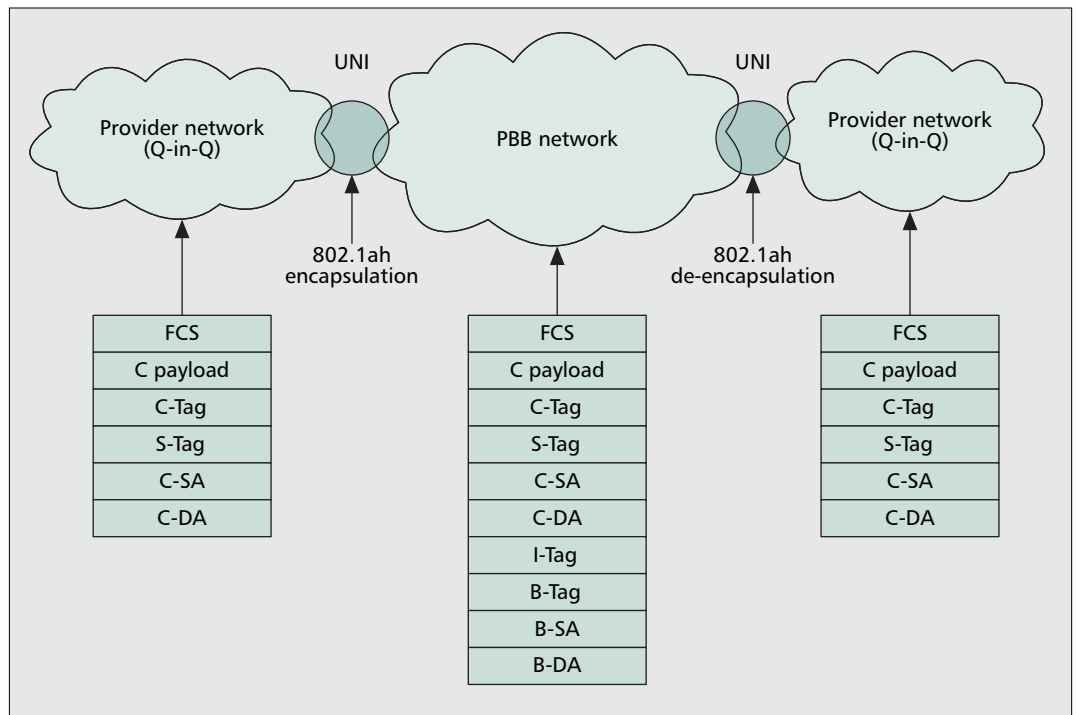 UNI
UNI
Provider network
(Q-in-Q)
PBB network
Provider network
(Q-in-Q)
802.1ah
encapsulation
802.1ah
de-encapsulation
FCS
C payload
C-Tag
S-Tag
C-SA
C-DA
FCS
C payload
C-Tag
S-Tag
C-SA
C-DA
I-Tag
B-Tag
B-SA
B-DA
FCS
C payload
C-Tag
S-Tag
C-SA
C-DA